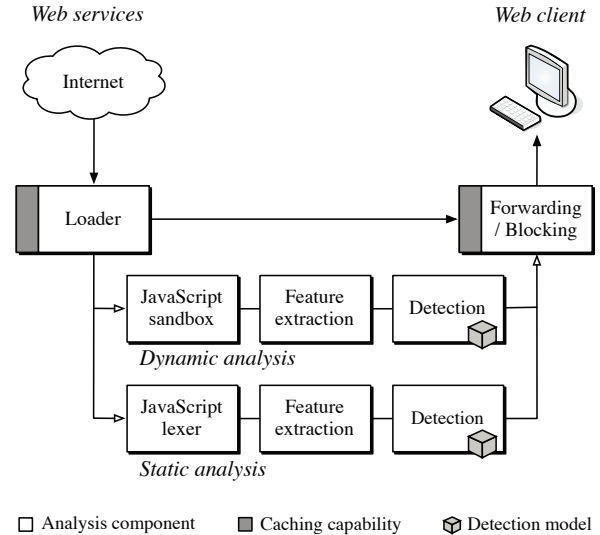 Web services
Web client
Internet
Loader
Forwarding
/ Blocking
JavaScript
sandbox
Feature
extraction
Detection
Dynamic analysis
JavaScript
lexer
Feature
extraction
Detection
Static analysis
Analysis component
Caching capability
Detection model